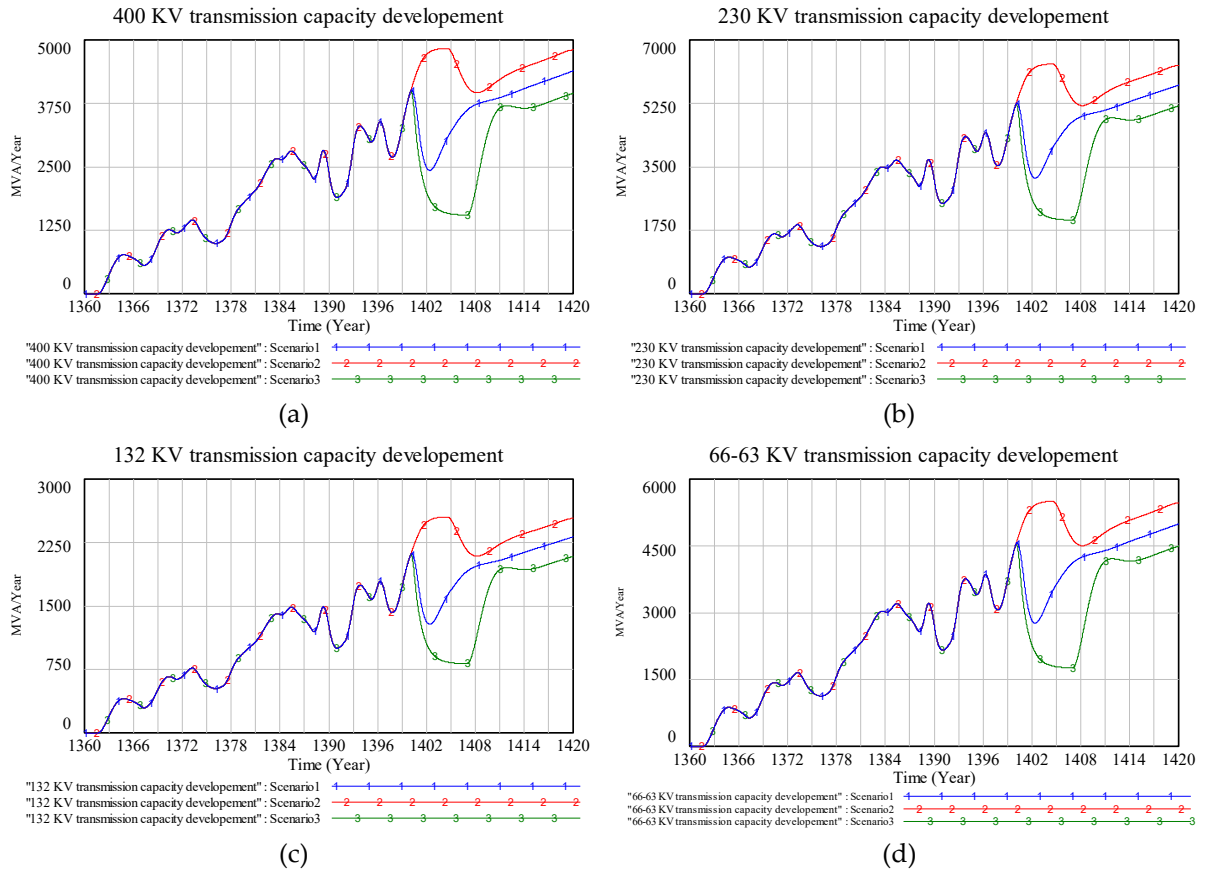 400 KV transmission capacity developement
5000
3750
2500
1250
0
MVA/Year
1360 1366 1372 1378 1384 1390 1396 1402 1408 1414 1420
Time (Year)
"400 KV transmission capacity developement" : Scenario1
"400 KV transmission capacity developement" : Scenario2
"400 KV transmission capacity developement" : Scenario3
(a)
230 KV transmission capacity developement
7000
5250
3500
1750
0
MVA/Year
1360 1366 1372 1378 1384 1390 1396 1402 1408 1414 1420
Time (Year)
"230 KV transmission capacity developement" : Scenario1
"230 KV transmission capacity developement" : Scenario2
"230 KV transmission capacity developement" : Scenario3
(b)
132 KV transmission capacity developement
3000
2250
1500
750
0
MVA/Year
1360 1366 1372 1378 1384 1390 1396 1402 1408 1414 1420
Time (Year)
"132 KV transmission capacity developement" : Scenario1
"132 KV transmission capacity developement" : Scenario2
"132 KV transmission capacity developement" : Scenario3
(c)
66-63 KV transmission capacity developement
6000
4500
3000
1500
0
MVA/Year
1360 1366 1372 1378 1384 1390 1396 1402 1408 1414 1420
Time (Year)
"66-63 KV transmission capacity developement" : Scenario1
"66-63 KV transmission capacity developement" : Scenario2
"66-63 KV transmission capacity developement" : Scenario3
(d)